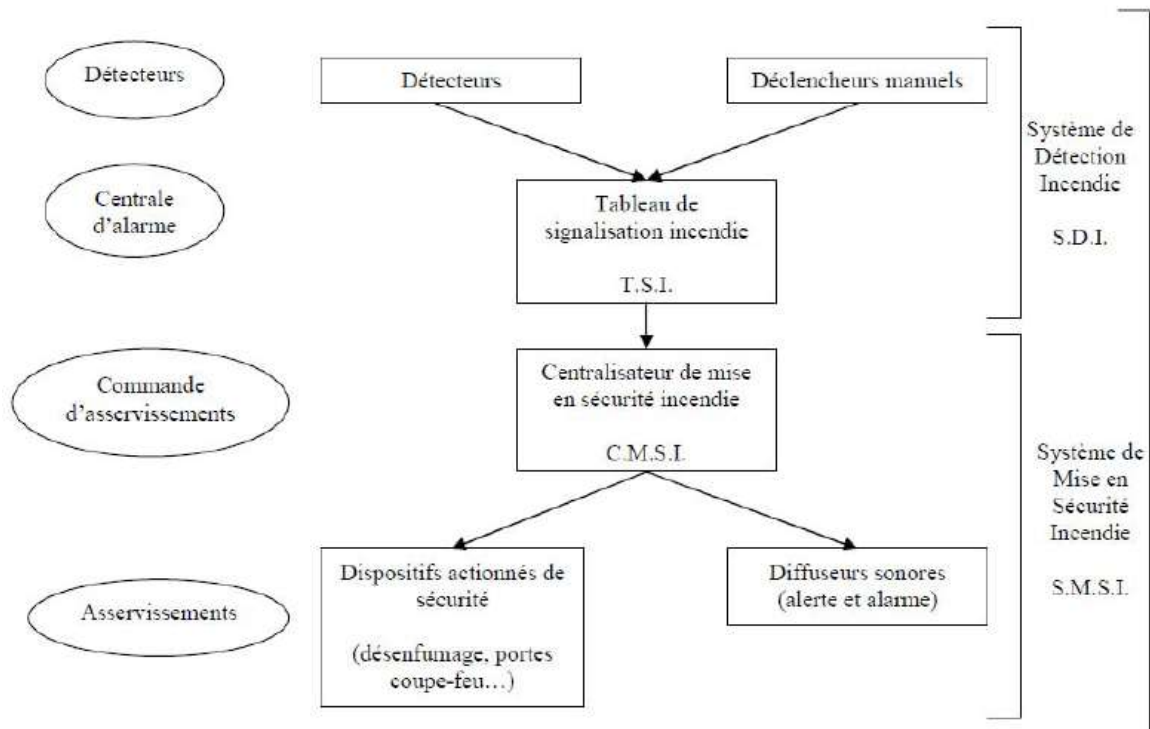 Détecteurs
Détecteurs
Déclencheurs manuels
Système de
Détection
Incendie
S.D.I.
Centrale
d'alarme
Tableau de
signalisation incendie
T.S.I.
Commande
d'asservissements
Centralisateur de mise
en sécurité incendie
C.M.S.I.
Système de
Mise en
Sécurité
Incendie
S.M.S.I.
Asservissements
Dispositifs actionnés de
sécurité
(désenfumage, portes
coupe-feu…)
Diffuseurs sonores
(alerte et alarme)